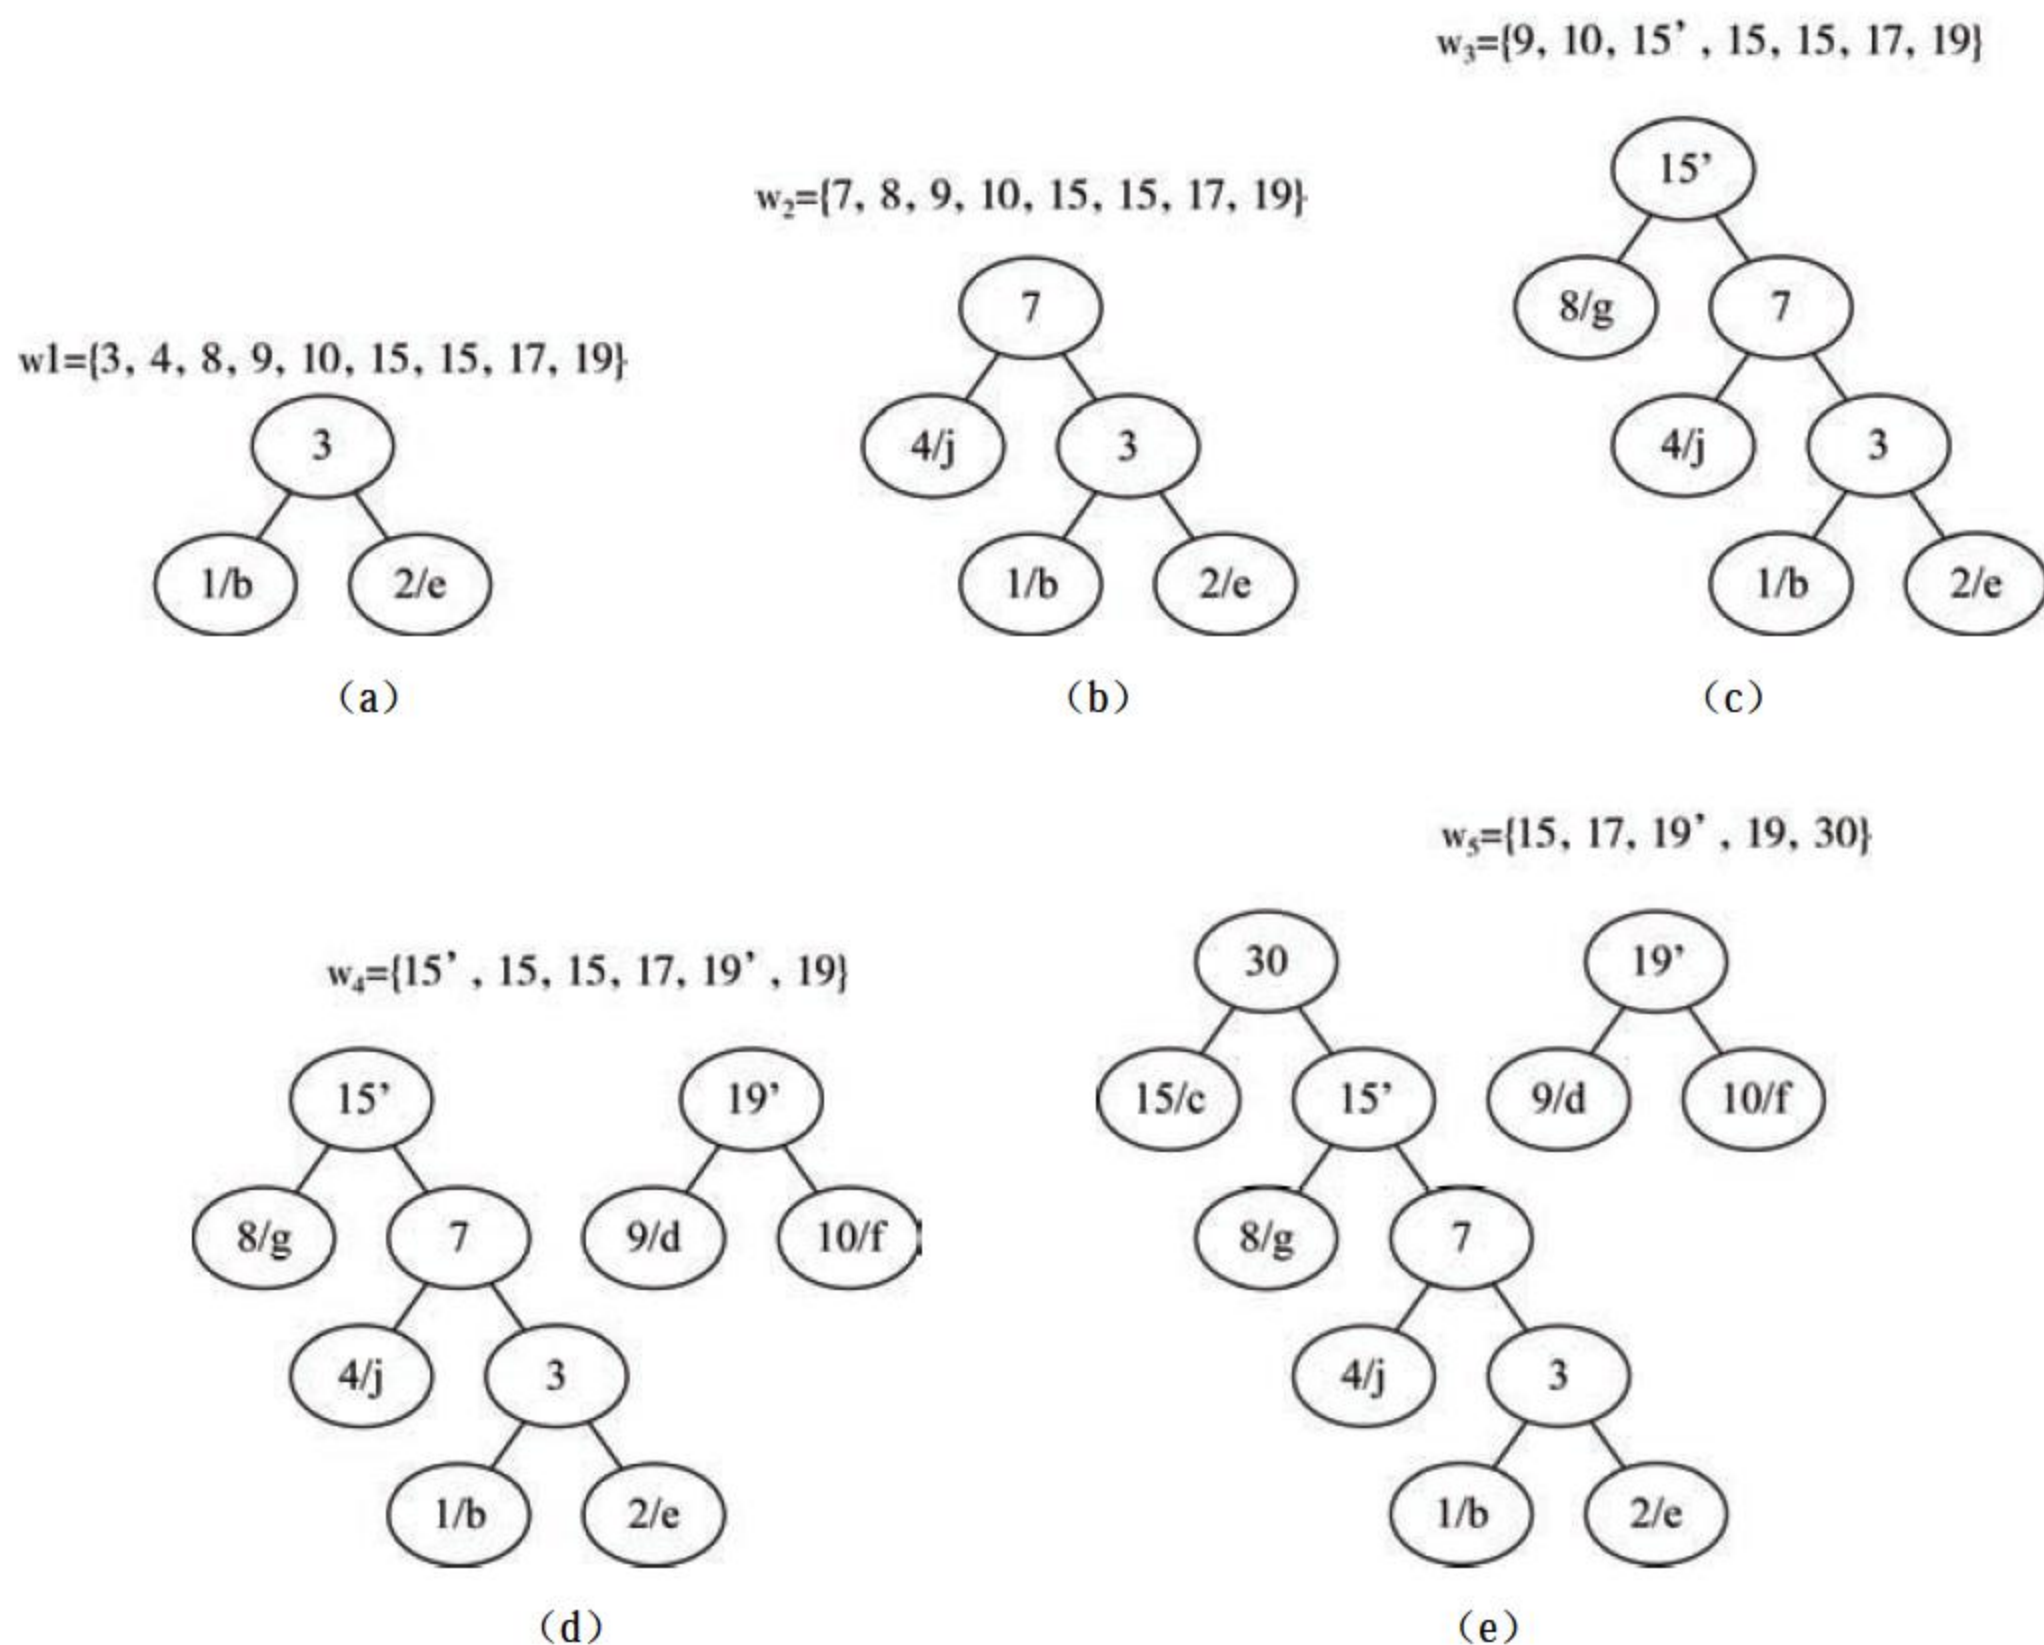 w1={3, 4, 8, 9, 10, 15, 15, 17, 19}
3
1/b 2/e
(a)
w₂={7, 8, 9, 10, 15, 15, 17, 19}
7
4/j 3
1/b 2/e
(b)
w₃={9, 10, 15’, 15, 15, 17, 19}
15’
8/g 7
4/j 3
1/b 2/e
(c)
w₄={15’, 15, 15, 17, 19’, 19}
15’ 19’
8/g 7 9/d 10/f
4/j 3
1/b 2/e
(d)
w₅={15, 17, 19’, 19, 30}
30 19’
15/c 15’ 9/d 10/f
8/g 7
4/j 3
1/b 2/e
(e)